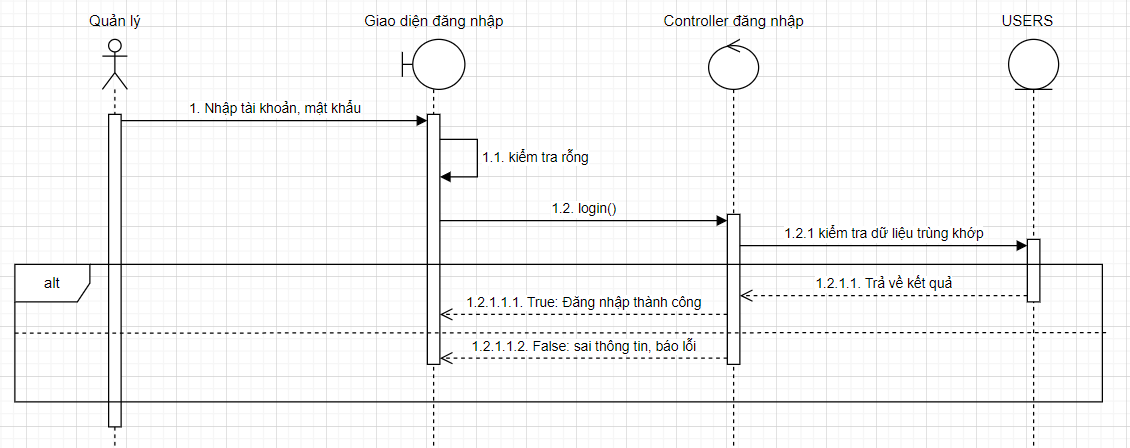 Quản lý
Giao diện đăng nhập
Controller đăng nhập
USERS
1. Nhập tài khoản, mật khẩu
1.1. kiểm tra rỗng
1.2. login()
1.2.1 kiểm tra dữ liệu trùng khớp
alt
1.2.1.1. Trả về kết quả
1.2.1.1.1. True: Đăng nhập thành công
1.2.1.1.2. False: sai thông tin, báo lỗi